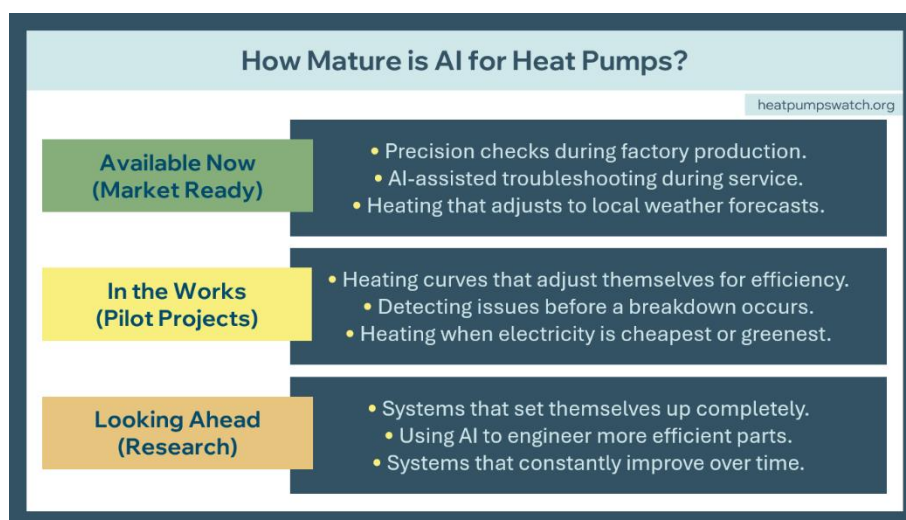 How Mature is AI for Heat Pumps?
heatpumpswatch.org
Available Now
(Market Ready)
• Precision checks during factory production.
• AI-assisted troubleshooting during service.
• Heating that adjusts to local weather forecasts.
In the Works
(Pilot Projects)
• Heating curves that adjust themselves for efficiency.
• Detecting issues before a breakdown occurs.
• Heating when electricity is cheapest or greenest.
Looking Ahead
(Research)
• Systems that set themselves up completely.
• Using AI to engineer more efficient parts.
• Systems that constantly improve over time.